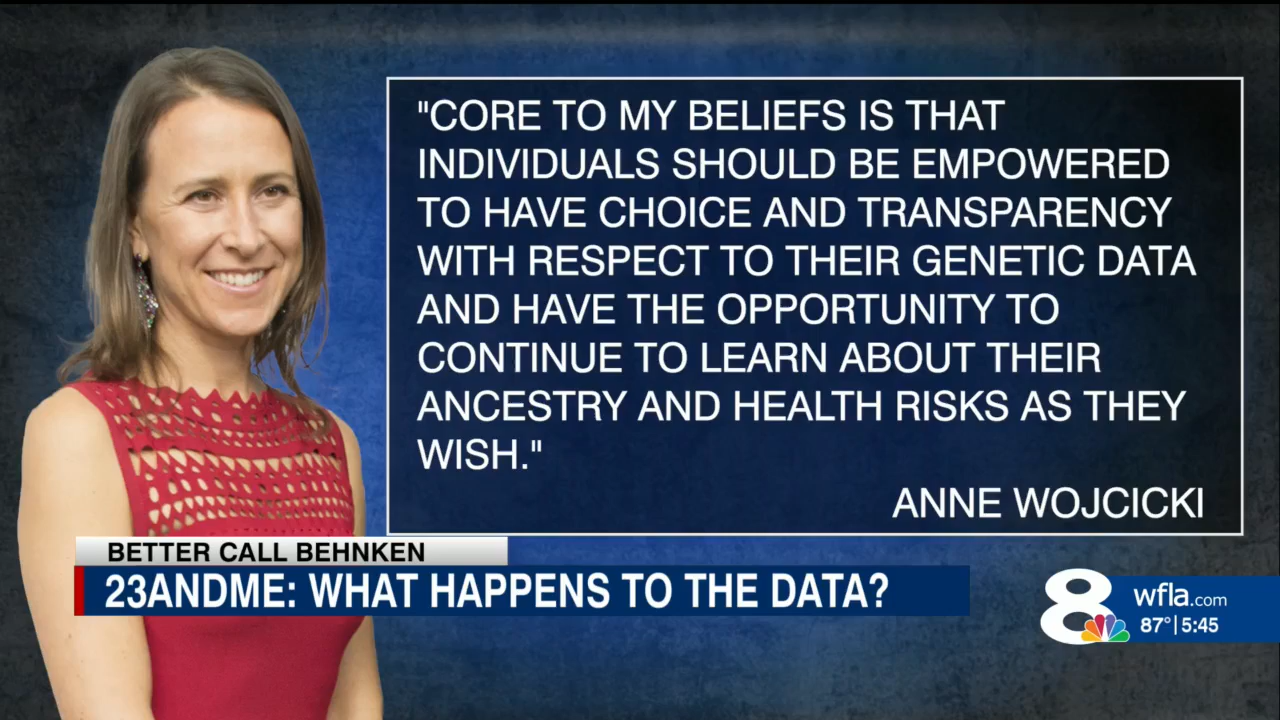 "CORE TO MY BELIEFS IS THAT
INDIVIDUALS SHOULD BE EMPOWERED
TO HAVE CHOICE AND TRANSPARENCY
WITH RESPECT TO THEIR GENETIC DATA
AND HAVE THE OPPORTUNITY TO
CONTINUE TO LEARN ABOUT THEIR
ANCESTRY AND HEALTH RISKS AS THEY
WISH."
ANNE WOJCICKI
BETTER CALL BEHNKEN
23ANDME: WHAT HAPPENS TO THE DATA?
8 wfla.com
87° | 5:45